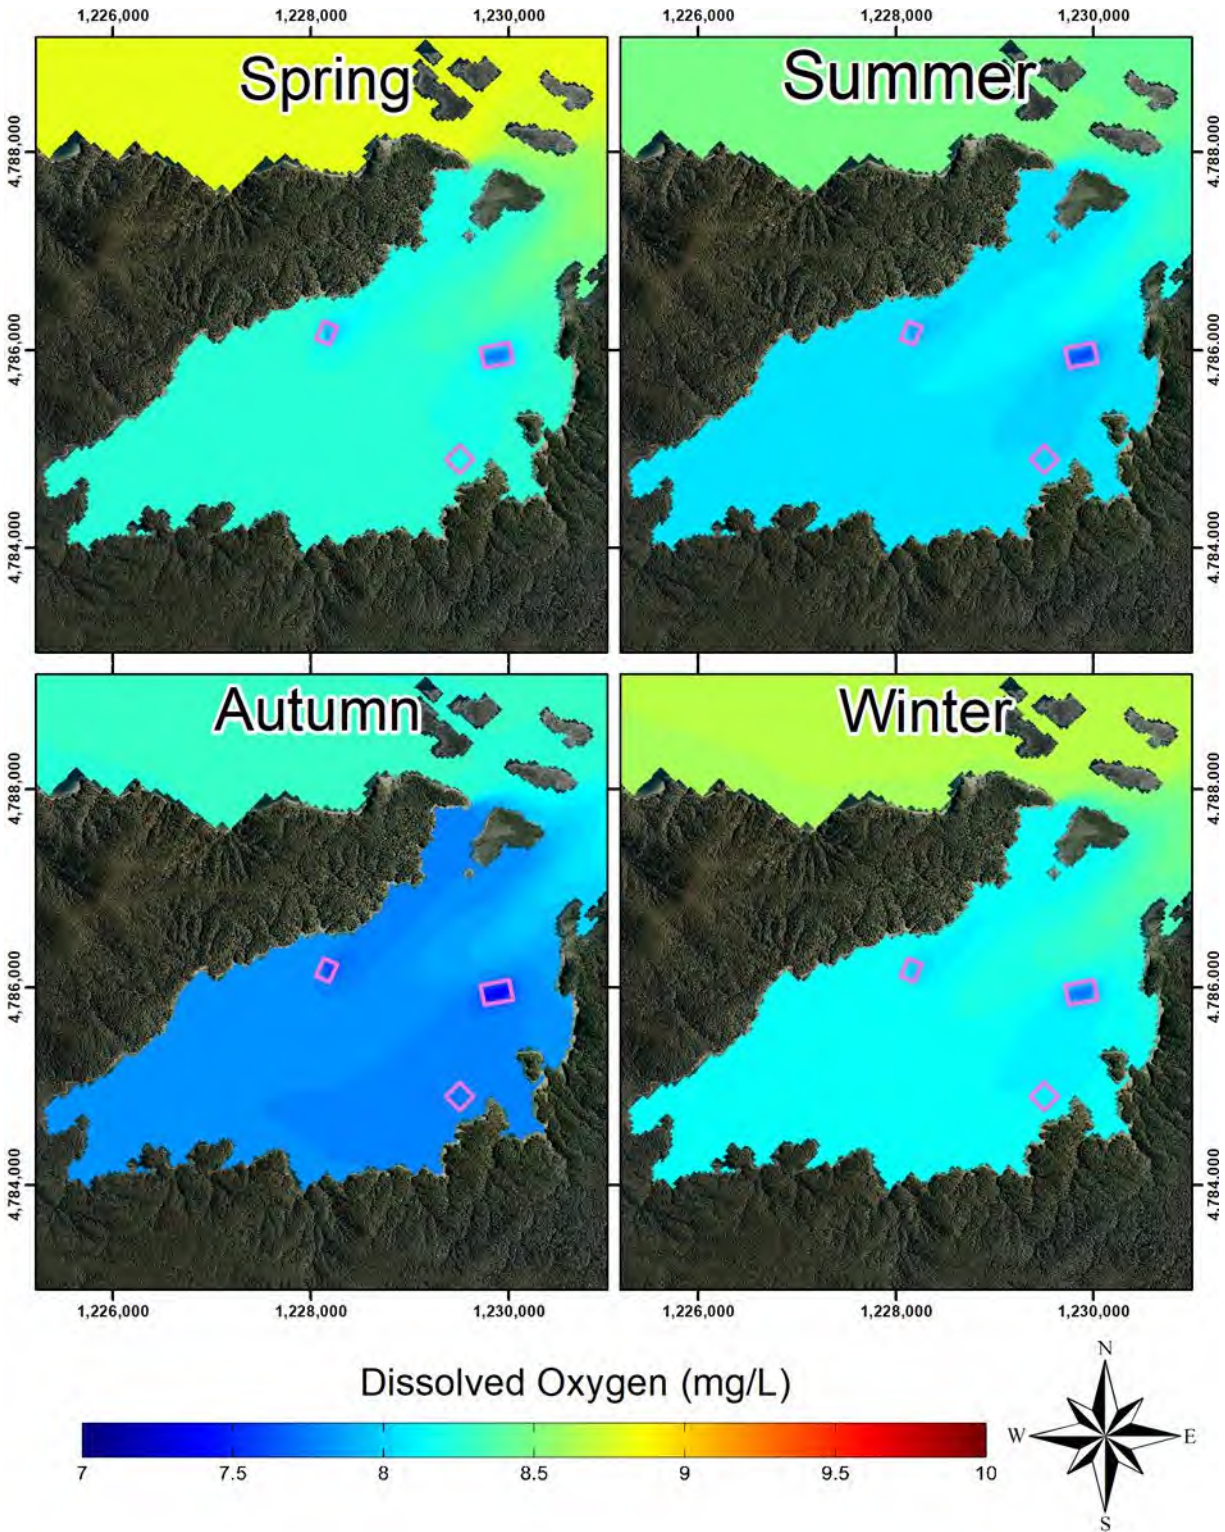 1,226,000 1,228,000 1,230,000 1,226,000 1,228,000 1,230,000
Spring Summer
4,788,000 4,788,000
4,786,000 4,786,000
4,784,000 4,784,000
Autumn Winter
4,788,000 4,788,000
4,786,000 4,786,000
4,784,000 4,784,000
1,226,000 1,228,000 1,230,000 1,226,000 1,228,000 1,230,000
Dissolved Oxygen (mg/L)
7 7.5 8 8.5 9 9.5 10
N
W E
S